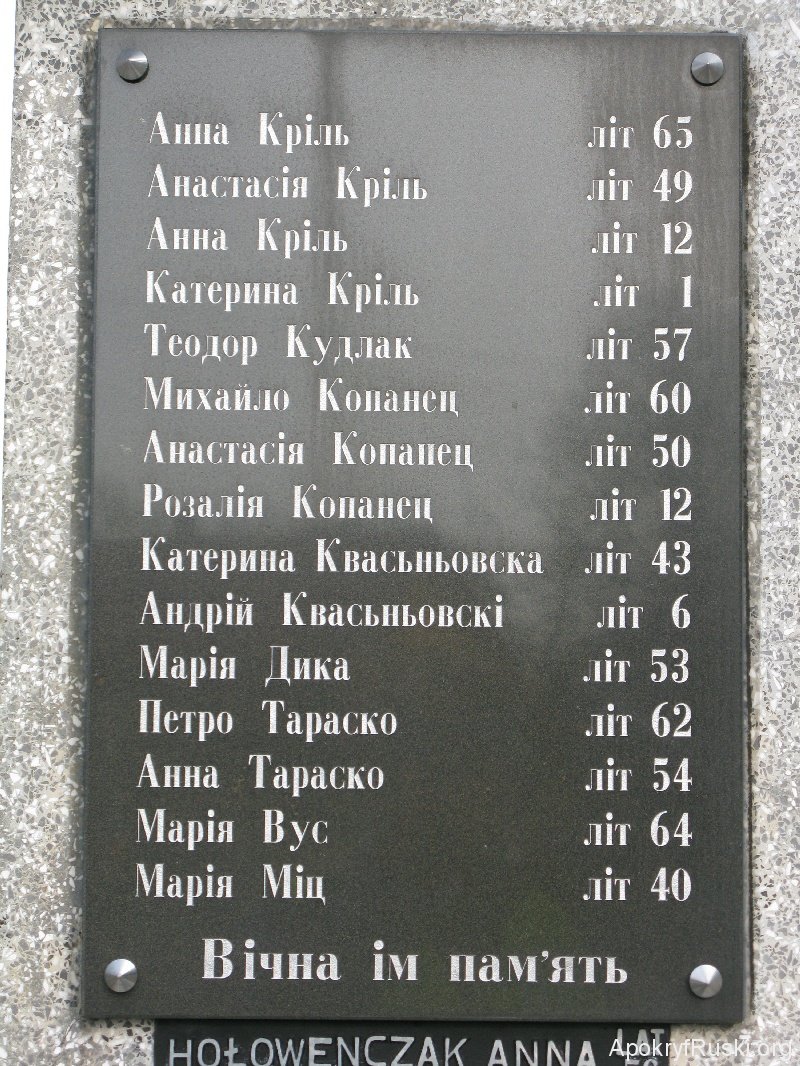 Анна Кріль літ 65
Анастасія Кріль літ 49
Анна Кріль літ 12
Катерина Кріль літ 1
Теодор Кудлак літ 57
Михайло Копанец літ 60
Анастасія Копанец літ 50
Розалія Копанец літ 12
Катерина Квасьньовска літ 43
Андрій Квасьньовскі літ 6
Марія Дика літ 53
Петро Тараско літ 62
Анна Тараско літ 54
Марія Вус літ 64
Марія Міц літ 40
Вічна ім пам'ять
HOŁOWEŃCZAK ANNA LAT
ApokryfRuski.org